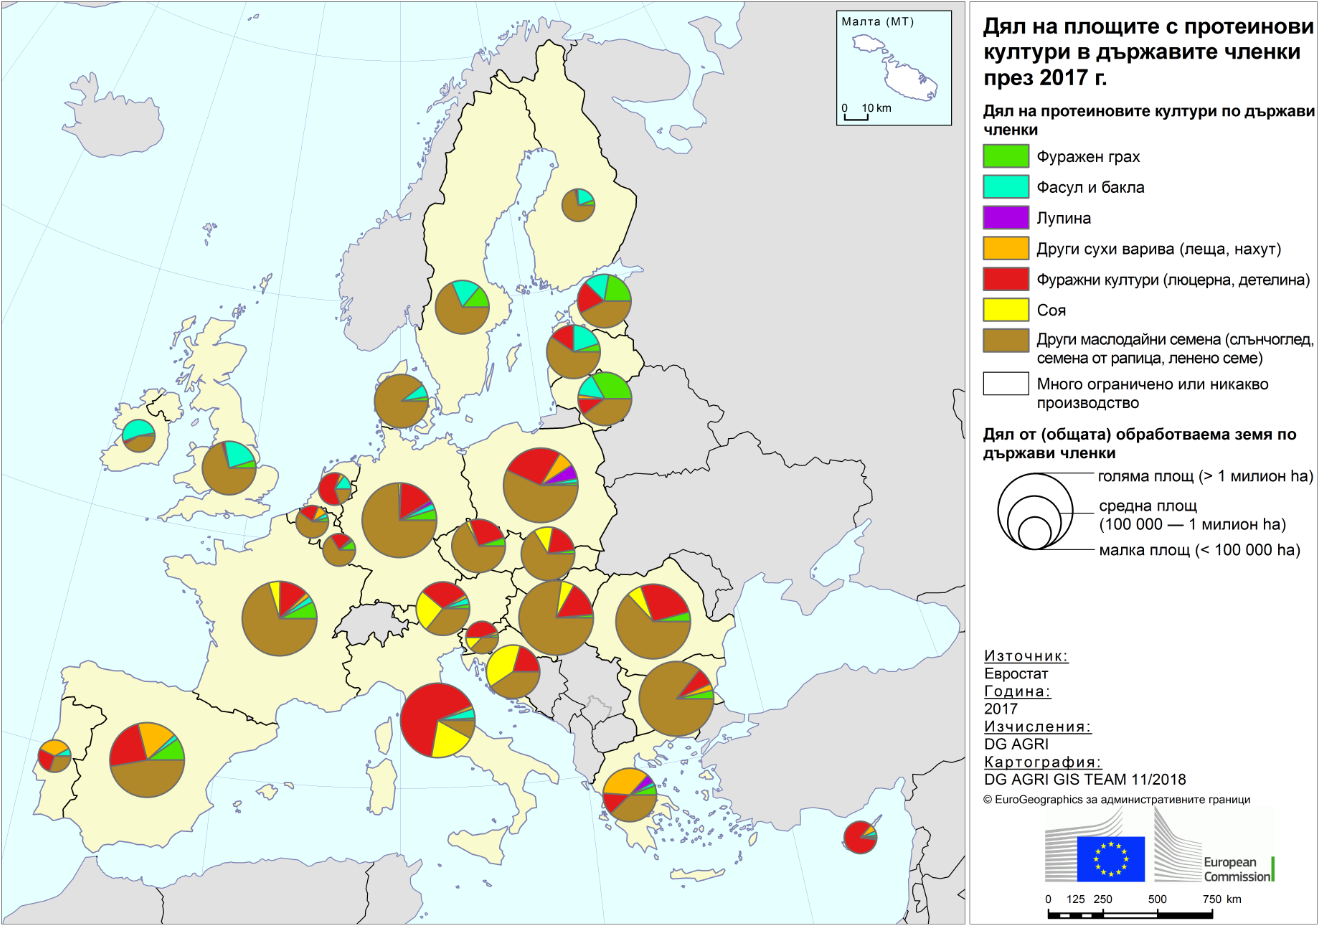 Малта (MT)
0 10 km
Дял на площите с протеинови
култури в държавите членки
през 2017 г.
Дял на протеиновите култури по държави
членки
Фуражен грах
Фасул и бакла
Лупина
Други сухи варива (леща, нахут)
Фуражни култури (люцерна, детелина)
Соя
Други маслодайни семена (слънчоглед,
семена от рапица, ленено семе)
Много ограничено или никакво
производство
Дял от (общата) обработваема земя по
държави членки
голяма площ (> 1 милион ha)
средна площ
(100 000 — 1 милион ha)
малка площ (< 100 000 ha)
Източник:
Евростат
Година:
2017
Изчисления:
DG AGRI
Картография:
DG AGRI GIS TEAM 11/2018
© EuroGeographics за административните граници
European
Commission
0 125 250 500 750 km